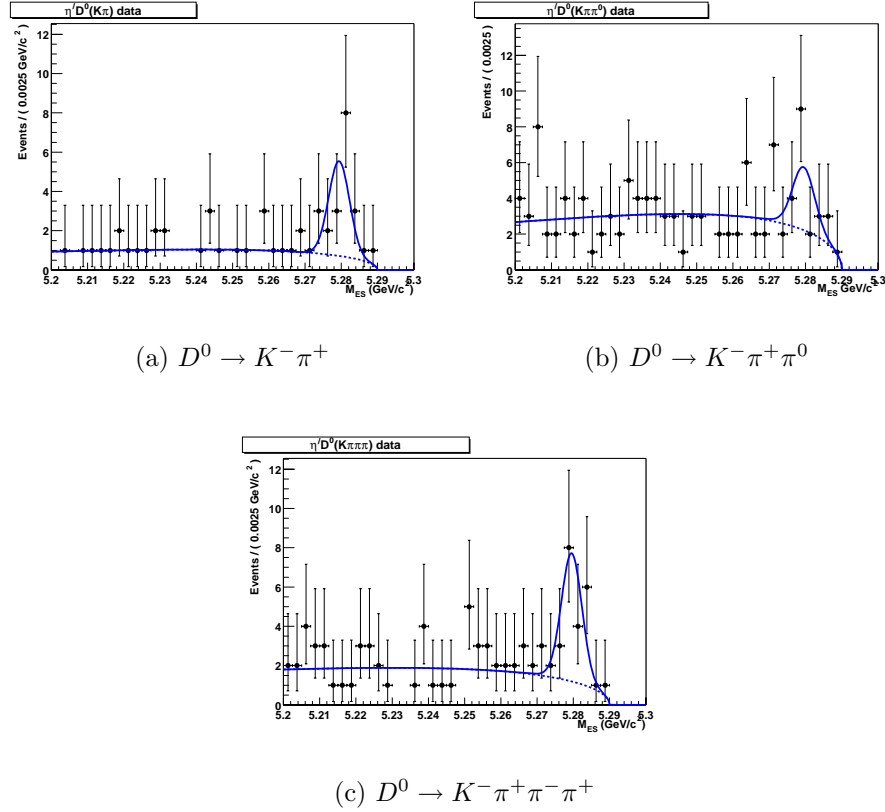 η′D⁰(Kπ) data
Events / ( 0.0025 GeV/c² )
12
10
8
6
4
2
0
5.2 5.21 5.22 5.23 5.24 5.25 5.26 5.27 5.28 5.29 5.3
M_ES (GeV/c²)
(a) D⁰ → K⁻π⁺
η′D⁰(Kππ⁰) data
Events / ( 0.0025 )
14
12
10
8
6
4
2
0
5.2 5.21 5.22 5.23 5.24 5.25 5.26 5.27 5.28 5.29 5.3
M_ES GeV/c²
(b) D⁰ → K⁻π⁺π⁰
η′D⁰(Kπππ) data
Events / ( 0.0025 GeV/c² )
12
10
8
6
4
2
0
5.2 5.21 5.22 5.23 5.24 5.25 5.26 5.27 5.28 5.29 5.3
M_ES (GeV/c²)
(c) D⁰ → K⁻π⁺π⁻π⁺